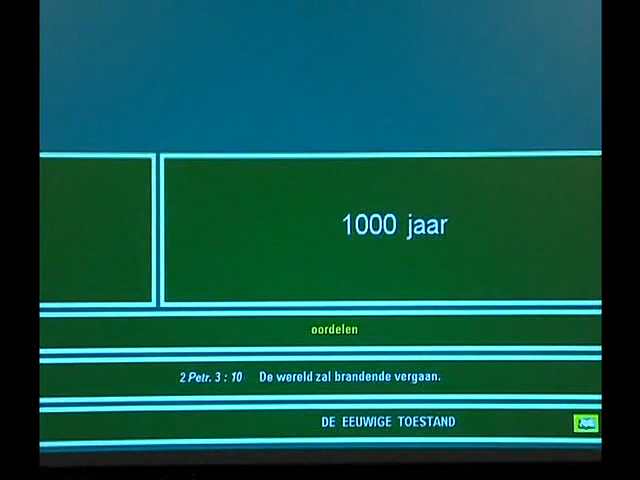 1000 jaar
oordelen
2 Petr. 3 : 10 De wereld zal brandende vergaan.
DE EEUWIGE TOESTAND